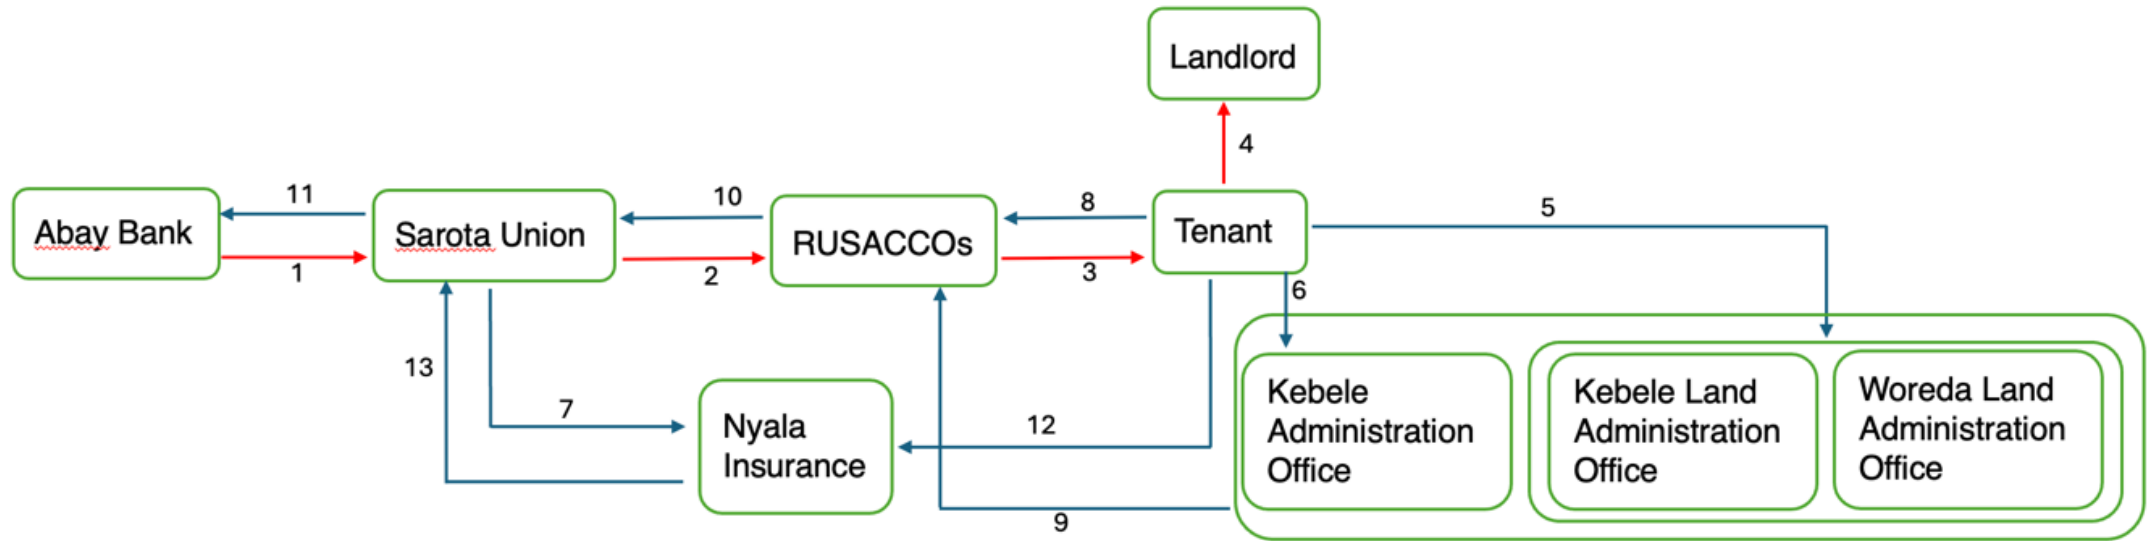 Landlord
4
11
10
8
5
Abay Bank
Sarota Union
RUSACCOs
Tenant
1
2
3
6
13
7
12
Nyala
Insurance
Kebele
Administration
Office
Kebele Land
Administration
Office
Woreda Land
Administration
Office
9